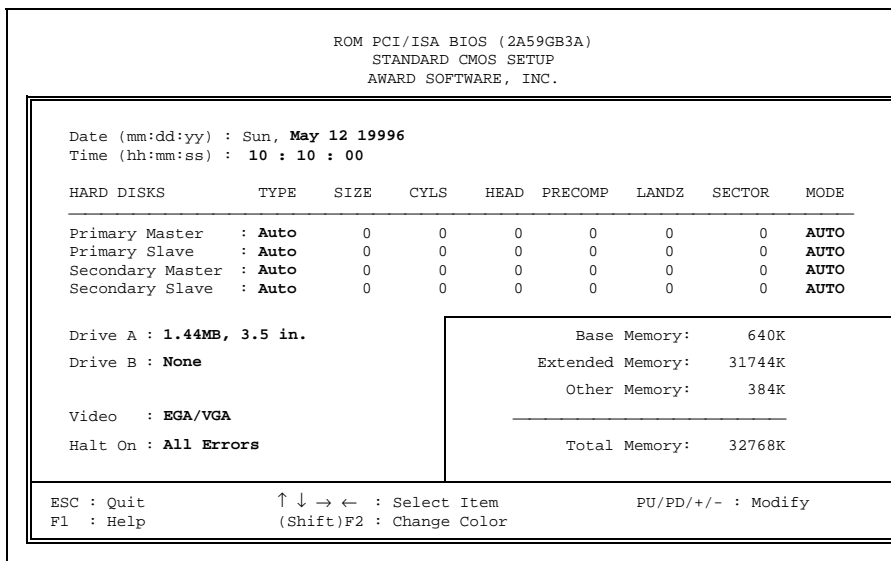 ROM PCI/ISA BIOS (2A59GB3A)
STANDARD CMOS SETUP
AWARD SOFTWARE, INC.
Date (mm:dd:yy) : Sun, May 12 19996
Time (hh:mm:ss) : 10 : 10 : 00
HARD DISKS TYPE SIZE CYLS HEAD PRECOMP LANDZ SECTOR MODE
Primary Master : Auto 0 0 0 0 0 0 AUTO
Primary Slave : Auto 0 0 0 0 0 0 AUTO
Secondary Master : Auto 0 0 0 0 0 0 AUTO
Secondary Slave : Auto 0 0 0 0 0 0 AUTO
Drive A : 1.44MB, 3.5 in.
Drive B : None
Video : EGA/VGA
Halt On : All Errors
Base Memory: 640K
Extended Memory: 31744K
Other Memory: 384K
Total Memory: 32768K
ESC : Quit ↑ ↓ → ← : Select Item PU/PD/+/- : Modify
F1 : Help (Shift)F2 : Change Color